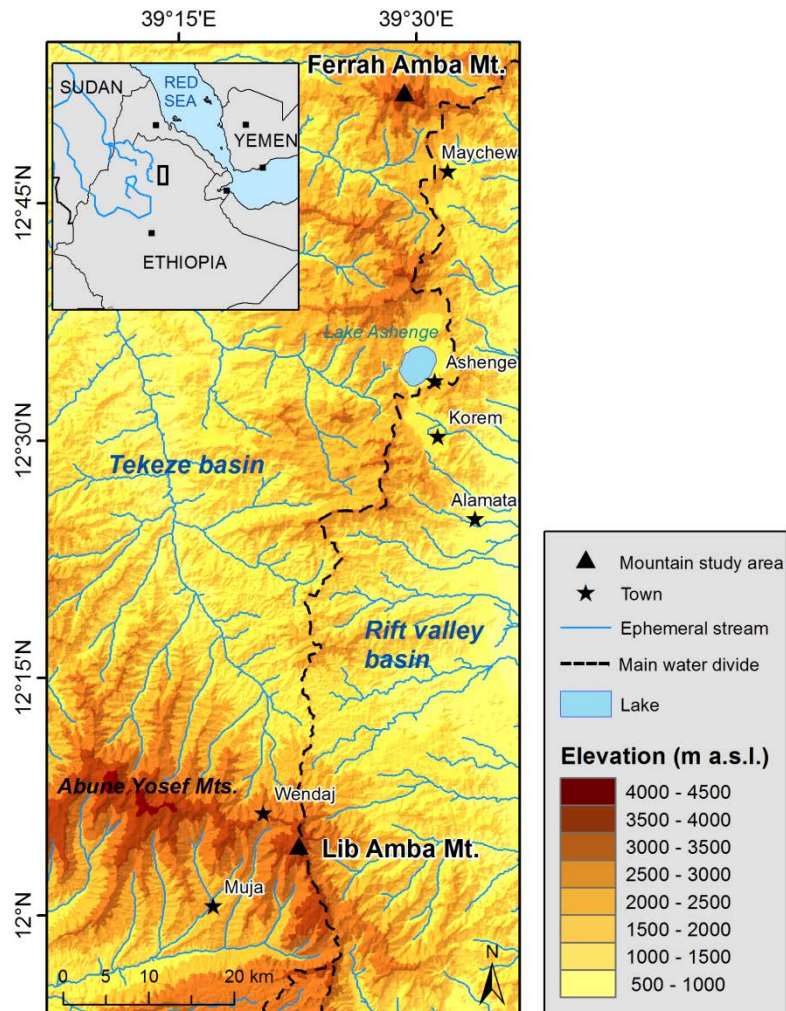 39°15'E
39°30'E
Ferrah Amba Mt.
SUDAN
RED
SEA
YEMEN
ETHIOPIA
Maychew
12°45'N
Lake Ashenge
Ashenge
12°30'N
Korem
Tekeze basin
Alamata
Rift valley
basin
12°15'N
Abune Yosef Mts.
Wendaj
Lib Amba Mt.
Muja
12°N
0 5 10 20 km
N
Mountain study area
Town
Ephemeral stream
Main water divide
Lake
Elevation (m a.s.l.)
4000 - 4500
3500 - 4000
3000 - 3500
2500 - 3000
2000 - 2500
1500 - 2000
1000 - 1500
500 - 1000